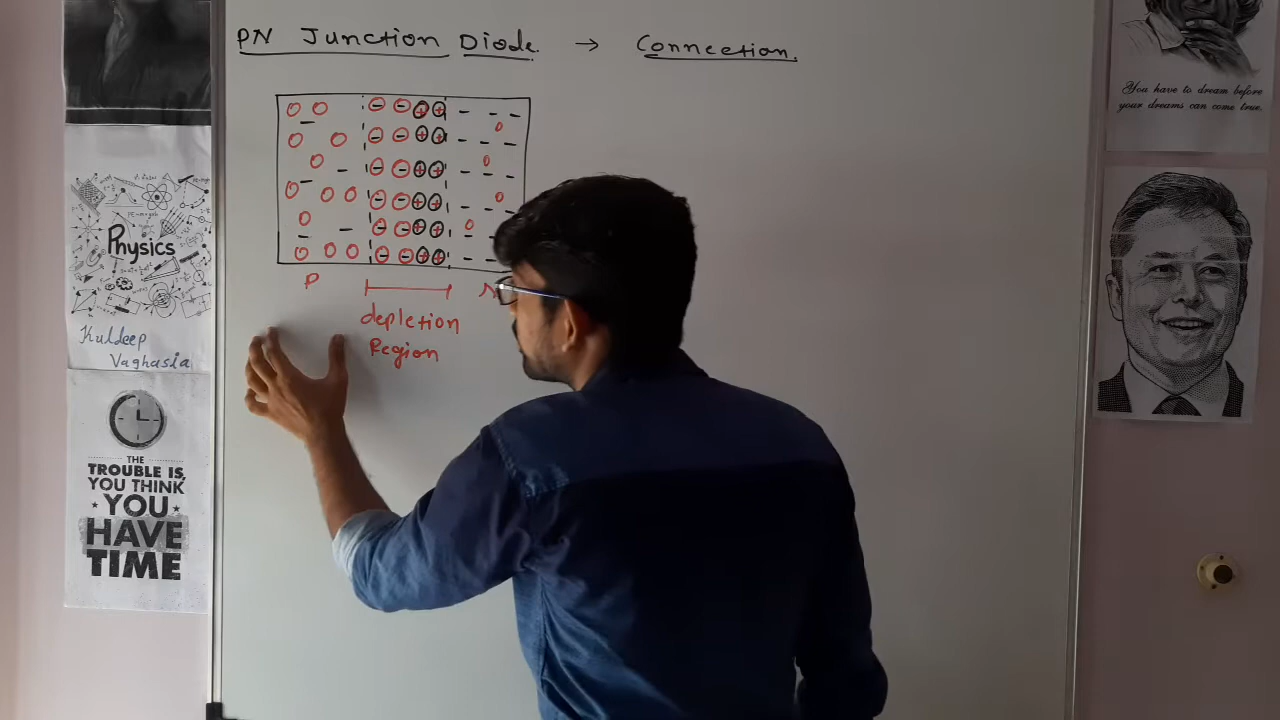 PN Junction Diode. → Connection.
P
N
depletion
Region
Physics
Kuldeep
Vaghasia
THE
TROUBLE IS,
YOU THINK
YOU
HAVE
TIME
You have to dream before
your dreams can come true.